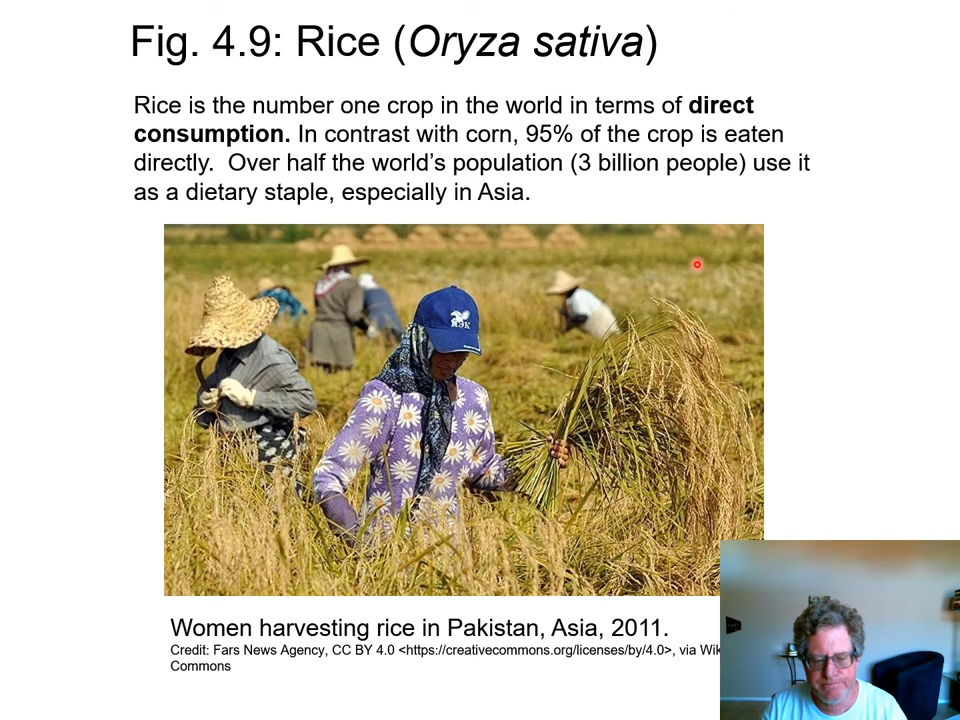 Fig. 4.9: Rice (Oryza sativa)
Rice is the number one crop in the world in terms of direct
consumption. In contrast with corn, 95% of the crop is eaten
directly.  Over half the world’s population (3 billion people) use it
as a dietary staple, especially in Asia.
Women harvesting rice in Pakistan, Asia, 2011.
Credit: Fars News Agency, CC BY 4.0 <https://creativecommons.org/licenses/by/4.0>, via
Commons